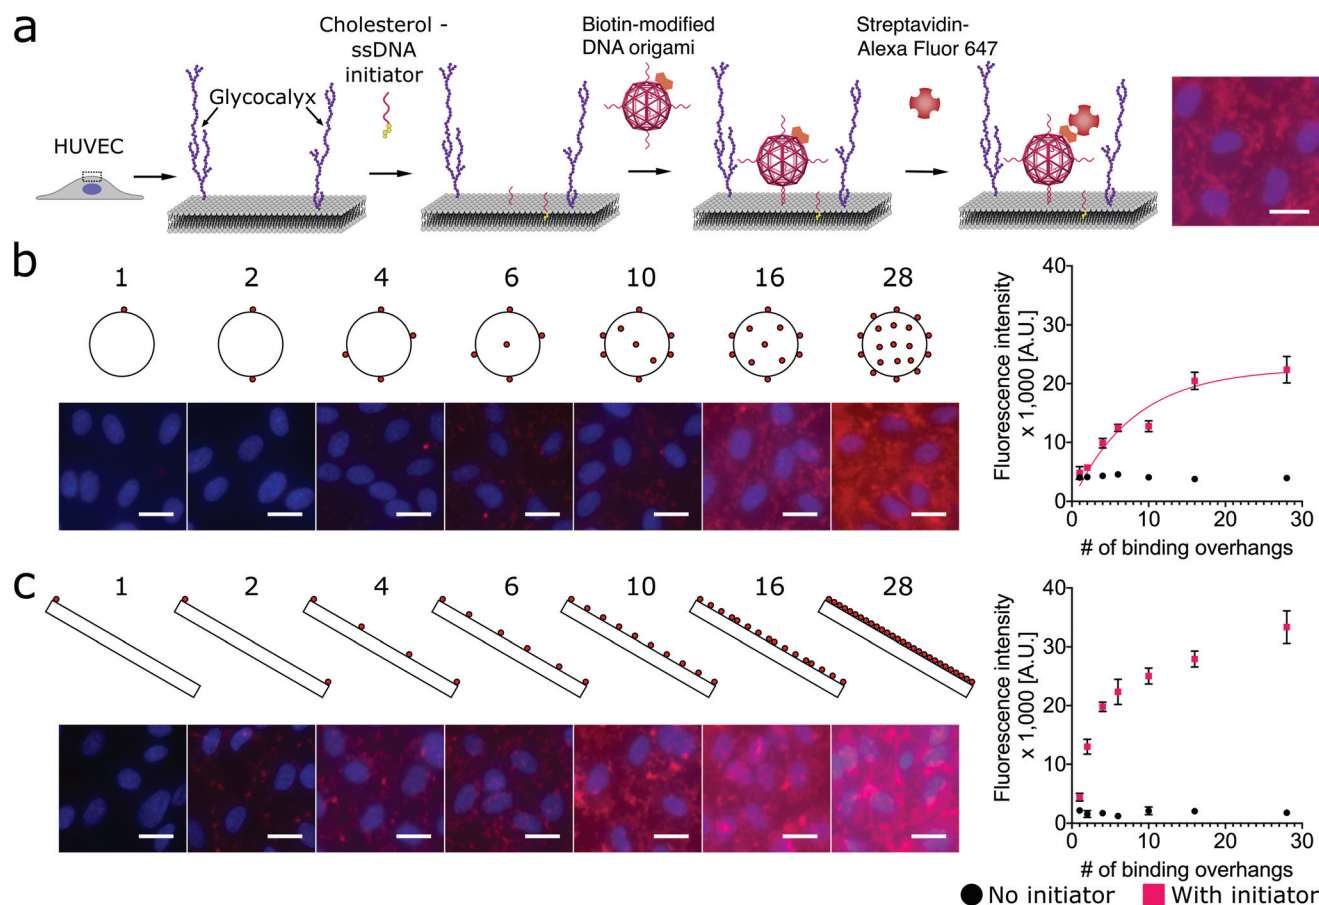 a
Cholesterol -
ssDNA
initiator
Biotin-modified
DNA origami
Streptavidin-
Alexa Fluor 647
Glycocalyx
HUVEC
b
1 2 4 6 10 16 28
Fluorescence intensity
x 1,000 [A.U.]
40
30
20
10
0
0 10 20 30
# of binding overhangs
c
1 2 4 6 10 16 28
Fluorescence intensity
x 1,000 [A.U.]
40
30
20
10
0
0 10 20 30
# of binding overhangs
No initiator With initiator